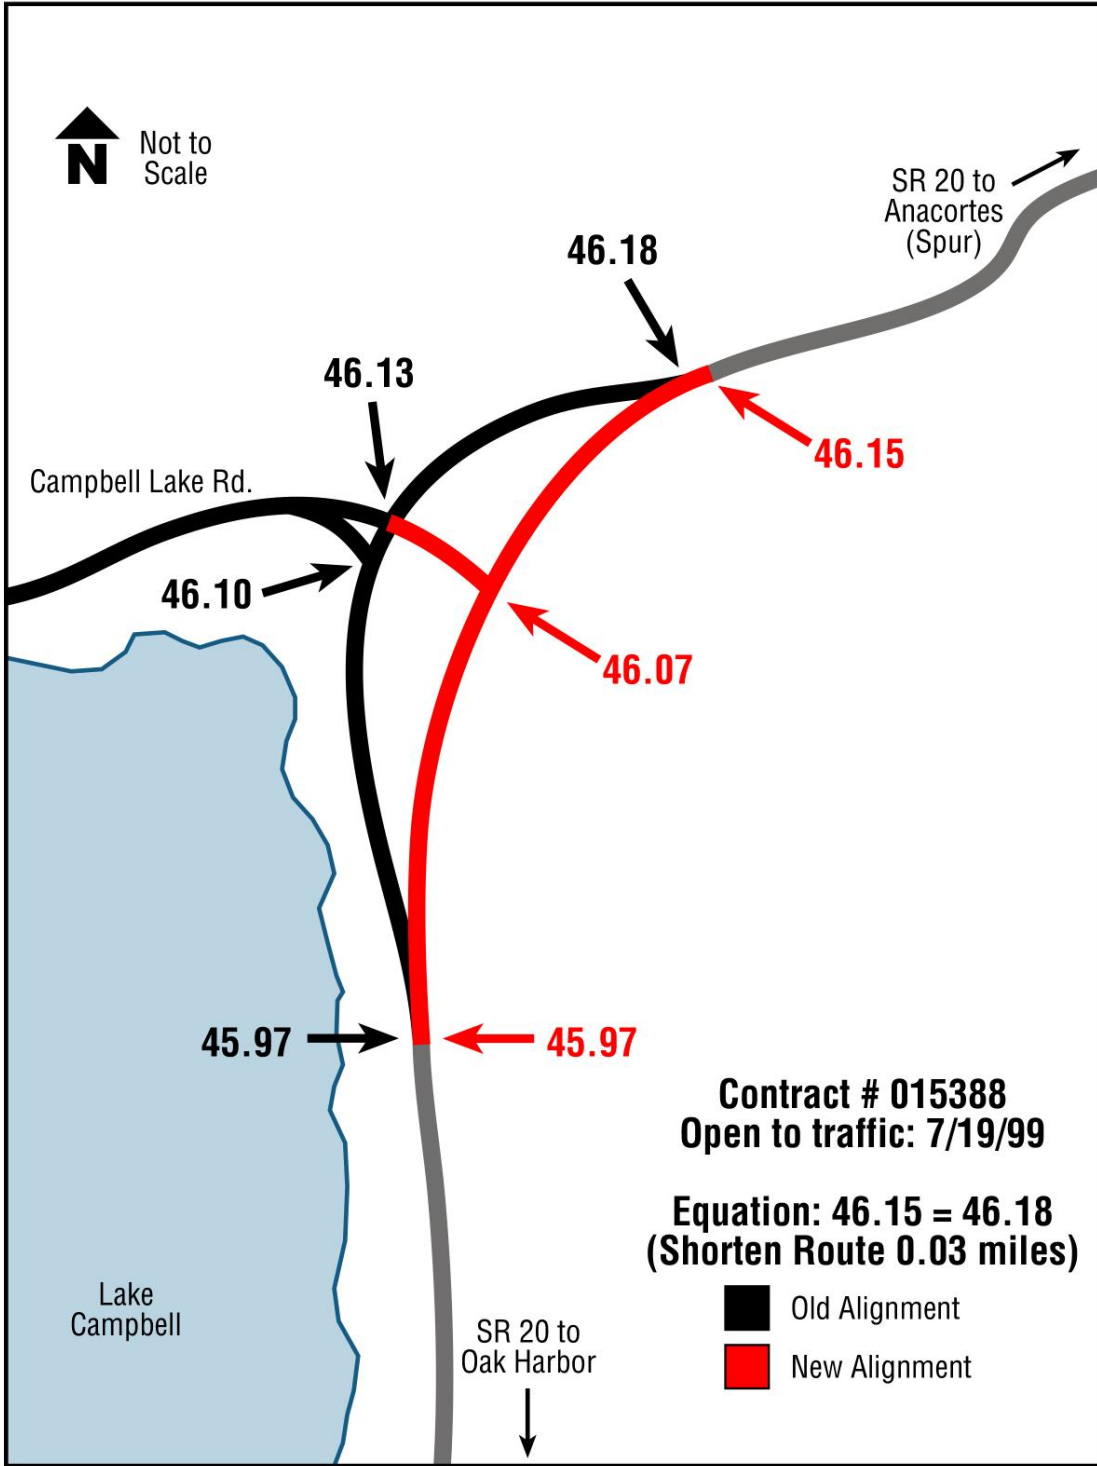 N
Not to
Scale
SR 20 to
Anacortes
(Spur)
46.18
46.13
46.15
Campbell Lake Rd.
46.10
46.07
45.97
45.97
Contract # 015388
Open to traffic: 7/19/99
Equation: 46.15 = 46.18
(Shorten Route 0.03 miles)
Lake
Campbell
SR 20 to
Oak Harbor
Old Alignment
New Alignment